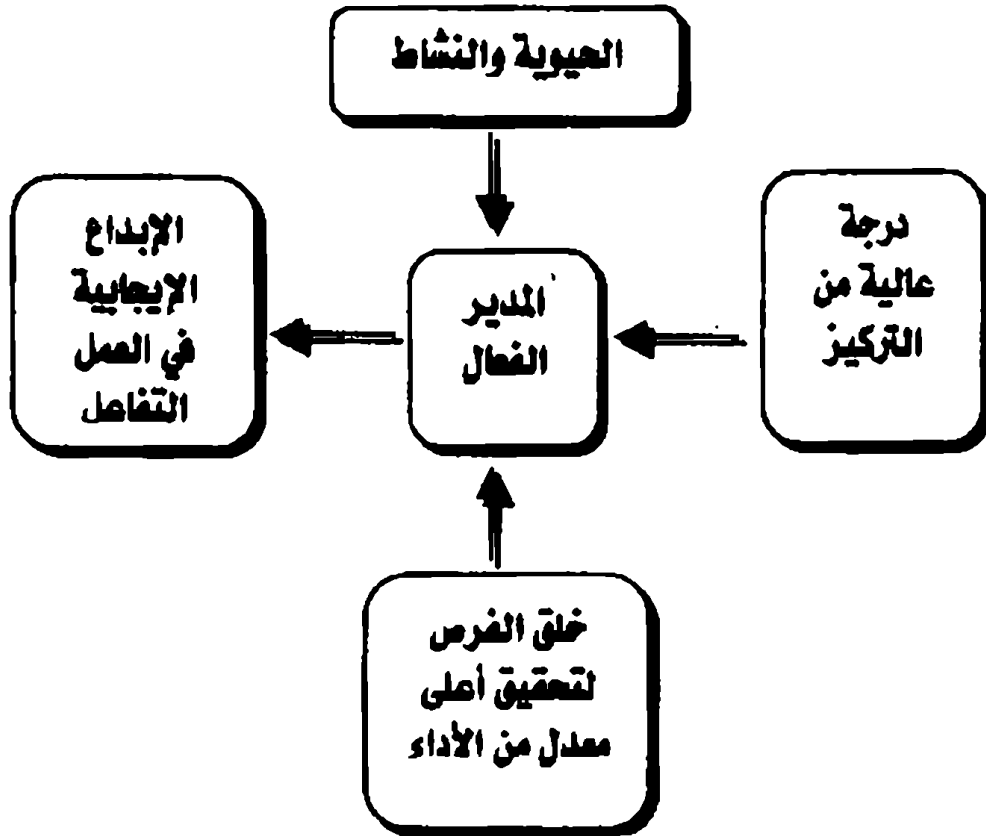 الحيوية والنشاط
درجة
عالية من
التركيز
المدير
الفعال
الإبداع
الإيجابية
في العمل
التفاعل
خلق الفرص
لتحقيق أعلى
معدل من الأداء